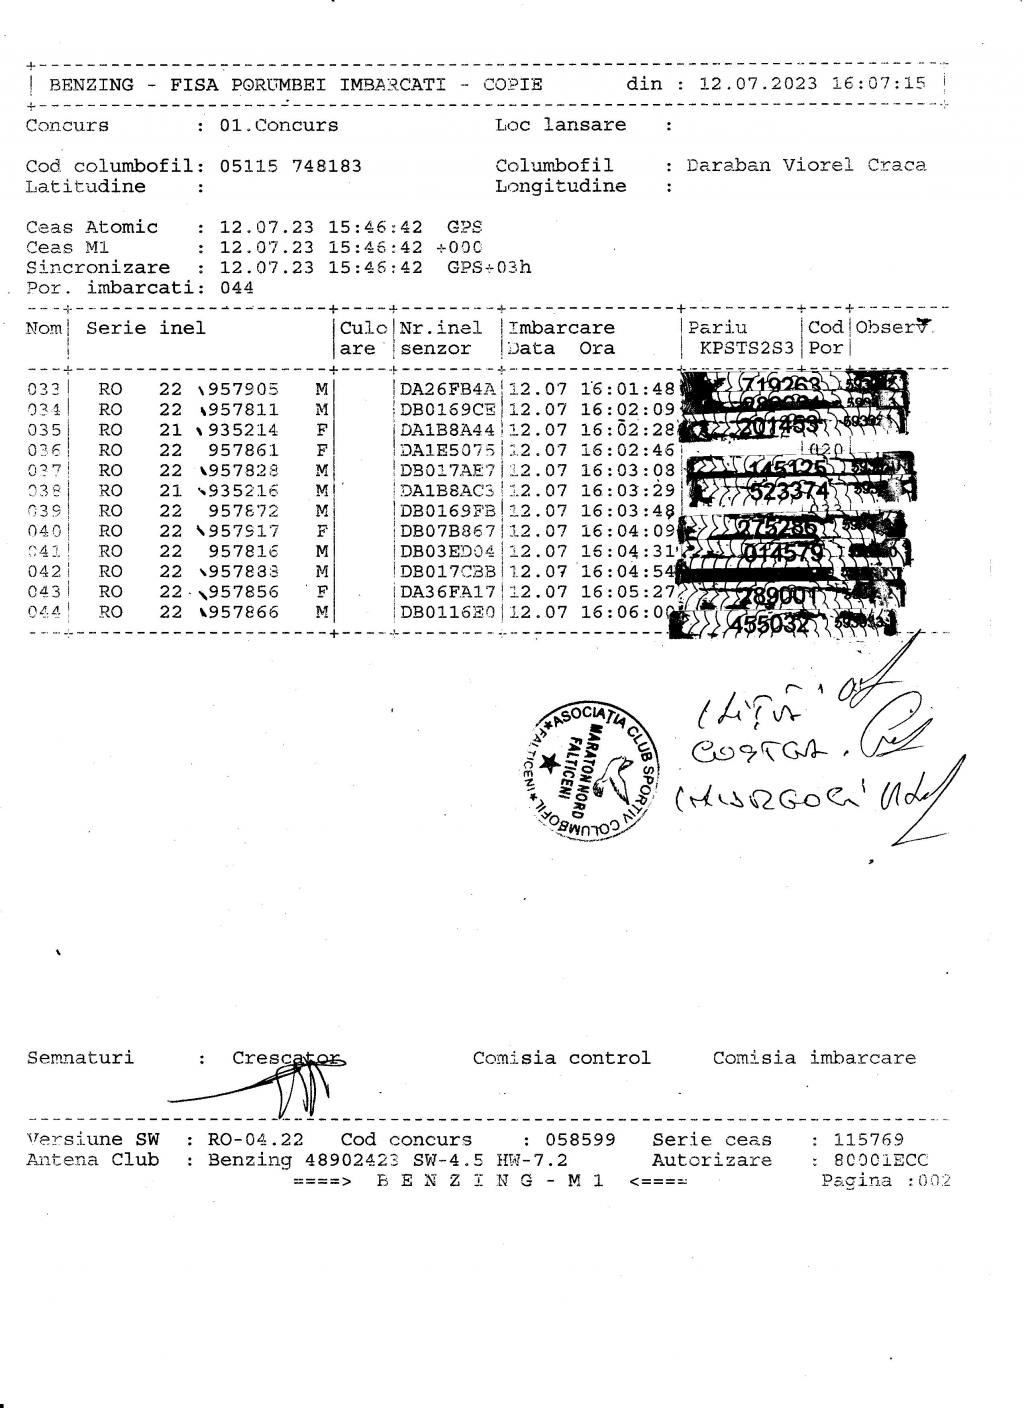 BENZING - FISA PORUMBEI IMBARCATI - COPIE din : 12.07.2023 16:07:15
Concurs : 01.Concurs Loc lansare :
Cod columbofil: 05115 748183 Columbofil : Daraban Viorel Craca
Latitudine : Longitudine :
Ceas Atomic : 12.07.23 15:46:42 GPS
Ceas M1 : 12.07.23 15:46:42 +000
Sincronizare : 12.07.23 15:46:42 GPS+03h
Por. imbarcati: 044
Nom| Serie inel |Culo|Nr.inel |Imbarcare |Pariu |Cod|Observ.
are |senzor |Data Ora | KPSTS2S3|Por|
033 RO 22 957905 M DA26FB4A 12.07 16:01:48 719263
034 RO 22 957811 M DB0169CE 12.07 16:02:09
035 RO 21 935214 F DA1B8A44 12.07 16:02:28 201453
036 RO 22 957861 F DA1E5075 12.07 16:02:46 020
037 RO 22 957828 M DB017AE7 12.07 16:03:08 145125
038 RO 21 935216 M DA1B8AC3 12.07 16:03:29 523374
039 RO 22 957872 M DB0169FB 12.07 16:03:48
040 RO 22 957917 F DB07B867 12.07 16:04:09 275286
041 RO 22 957816 M DB03ED04 12.07 16:04:31 014579
042 RO 22 957883 M DB017CBB 12.07 16:04:54
043 RO 22 957856 F DA36FA17 12.07 16:05:27 289001
044 RO 22 957866 M DB0116E0 12.07 16:06:00 455032
ASOCIAȚIA CLUB SPORTIV COLUMBOFIL FALTICENI
MARATON NORD
FALTICENI
COSTEA
Semnaturi : Crescator Comisia control Comisia imbarcare
Versiune SW : RO-04.22 Cod concurs : 058599 Serie ceas : 115769
Antena Club : Benzing 48902423 SW-4.5 HW-7.2 Autorizare : 80001ECC
====> B E N Z I N G - M 1 <==== Pagina :002